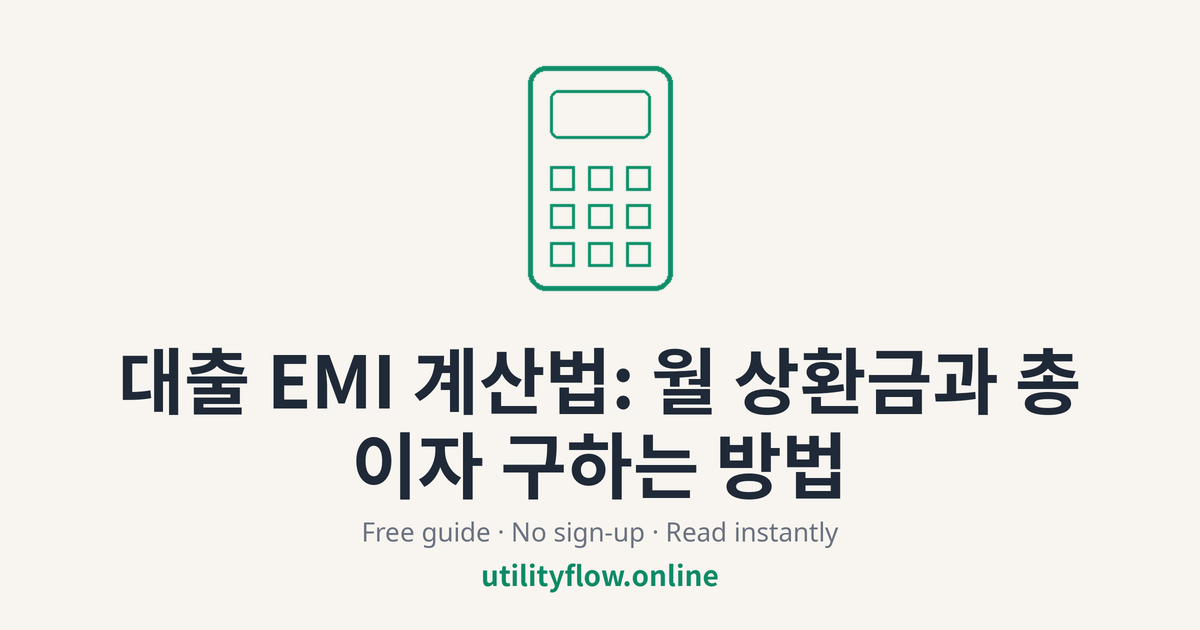 대출 EMI 계산법: 월 상환금과 총
이자 구하는 방법
Free guide · No sign-up · Read instantly
utilityflow.online